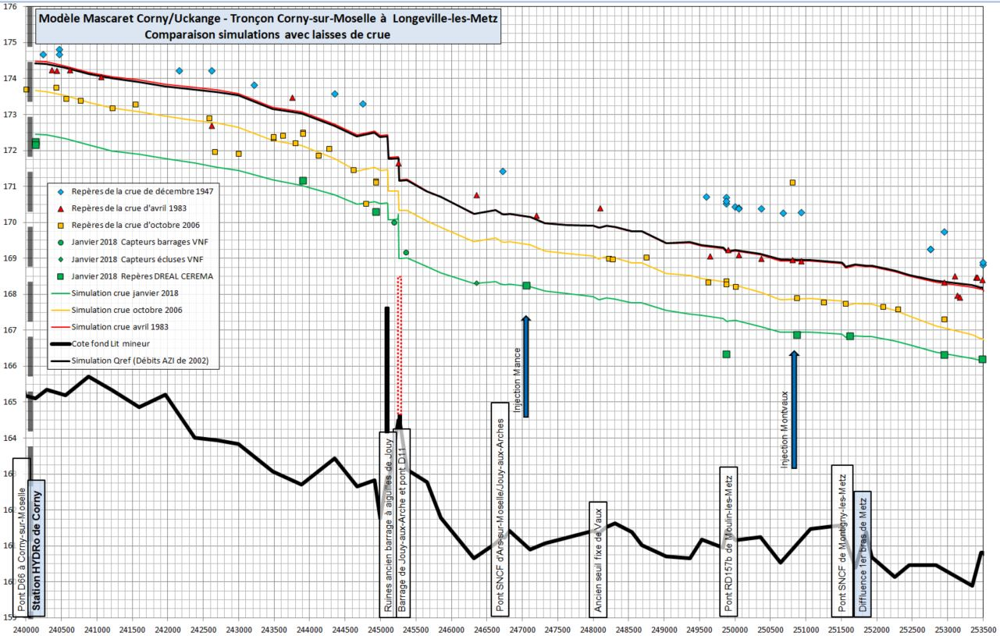 Modèle Mascaret Corny/Uckange - Tronçon Corny-sur-Moselle à Longeville-les-Metz
Comparaison simulations avec laisses de crue
176
175
174
173
172
171
170
169
168
167
166
165
164
159
Repères de la crue de décembre 1947
Repères de la crue d'avril 1983
Repères de la crue d'octobre 2006
Janvier 2018 Capteurs barrages VNF
Janvier 2018 Capteurs écluses VNF
Janvier 2018 Repères DREAL CEREMA
Simulation crue janvier 2018
Simulation crue octobre 2006
Simulation crue avril 1983
Cote fond Lit mineur
Simulation Qref (Débits AZI de 2002)
Pont D66 à Corny-sur-Moselle
Station HYDRo de Corny
Ruines ancien barrage à aiguilles de Jouy
Barrage de Jouy-aux-Arche et pont D11
Pont SNCF d'Ars-sur-Moselle/Jouy-aux-Arches
Injection Mance
Ancien seuil fixe de Vaux
Pont RD157b de Moulin-les-Metz
Injection Montvaux
Pont SNCF de Montigny-les-Metz
Diffluence 1er bras de Metz
240000 240500 241000 241500 242000 242500 243000 243500 244000 244500 245000 245500 246000 246500 247000 247500 248000 248500 249000 249500 250000 250500 251000 251500 252000 252500 253000 253500